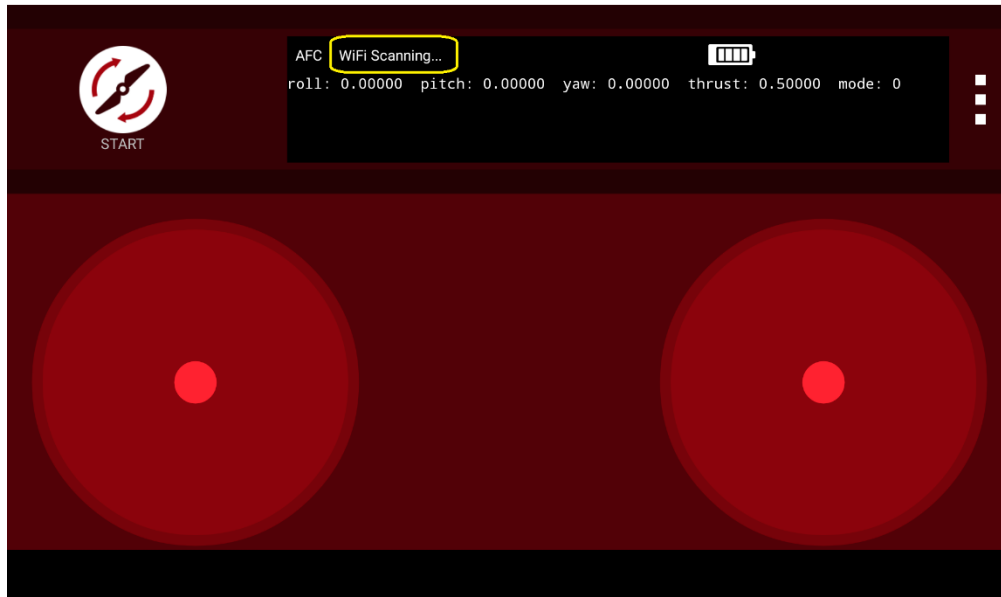 AFC WiFi Scanning...
roll: 0.00000 pitch: 0.00000 yaw: 0.00000 thrust: 0.50000 mode: 0
START